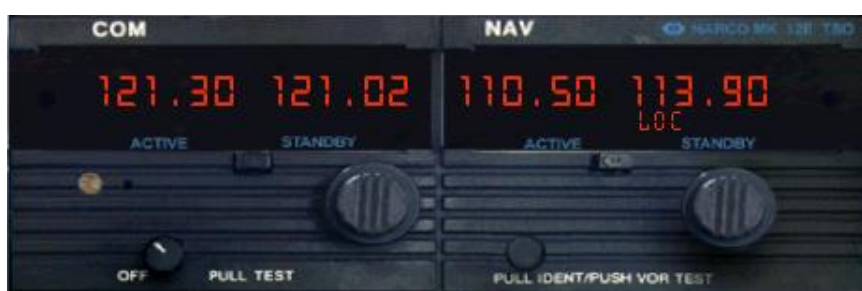 COM NAV NARCO MK 12E TSO
121.30 121.02 110.50 113.90
LOC
ACTIVE STANDBY ACTIVE STANDBY
OFF PULL TEST PULL IDENT/PUSH VOR TEST